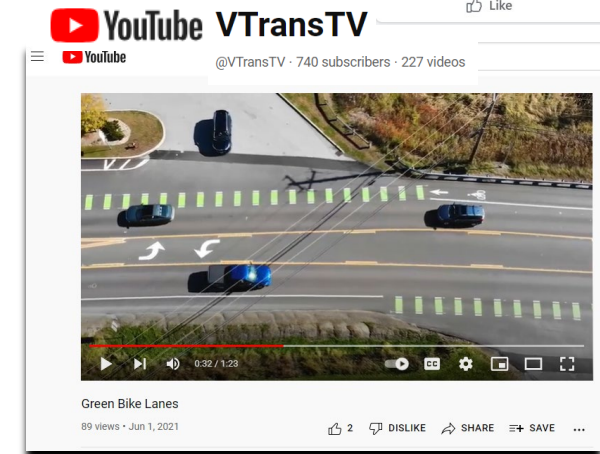 YouTube VTransTV
Like
YouTube
@VTransTV · 740 subscribers · 227 videos
0:32 / 1:23
CC
Green Bike Lanes
89 views • Jun 1, 2021
2 DISLIKE SHARE SAVE ...